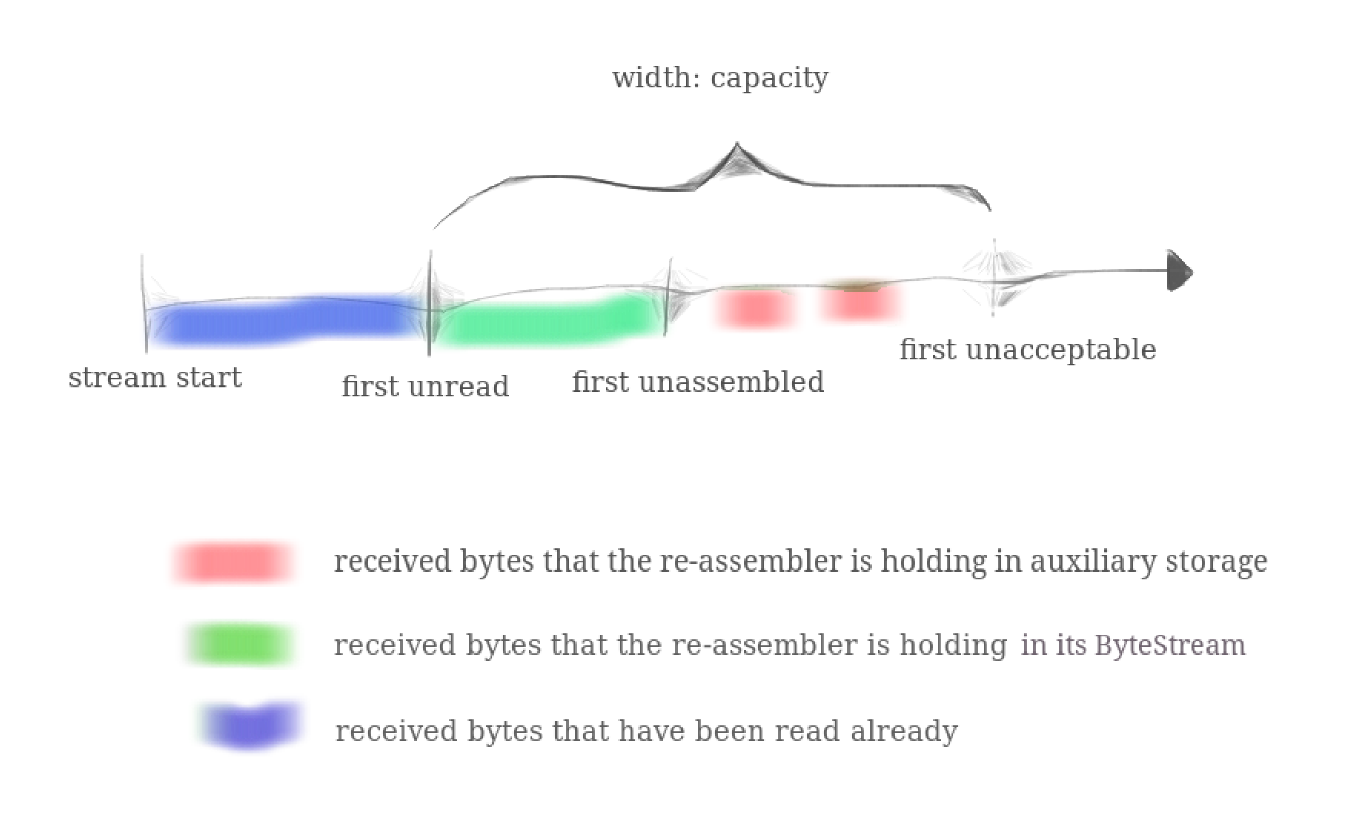 width: capacity
stream start
first unread
first unassembled
first unacceptable
received bytes that the re-assembler is holding in auxiliary storage
received bytes that the re-assembler is holding in its ByteStream
received bytes that have been read already